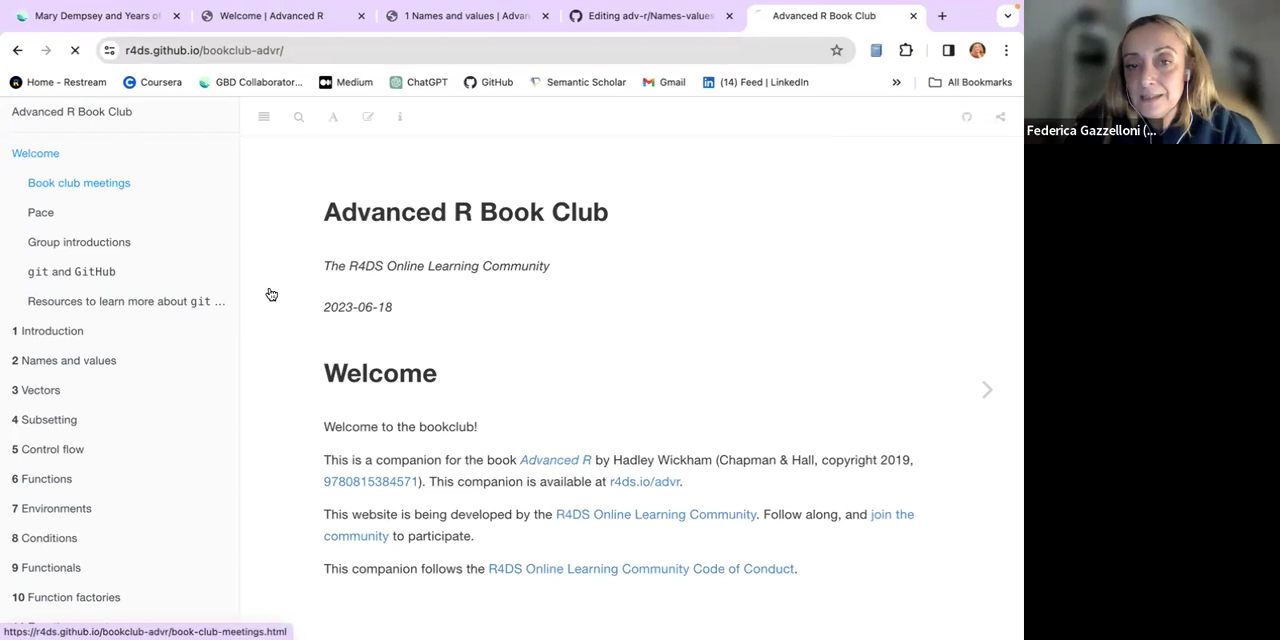 Mary Dempsey and Years of
Welcome | Advanced R
1 Names and values | Advan
Editing adv-r/Names-values
Advanced R Book Club
r4ds.github.io/bookclub-advr/
Home - Restream
Coursera
GBD Collaborator...
Medium
ChatGPT
GitHub
Semantic Scholar
Gmail
(14) Feed | LinkedIn
»
All Bookmarks
Advanced R Book Club
Welcome
Book club meetings
Pace
Group introductions
git and GitHub
Resources to learn more about git ...
1 Introduction
2 Names and values
3 Vectors
4 Subsetting
5 Control flow
6 Functions
7 Environments
8 Conditions
9 Functionals
10 Function factories
https://r4ds.github.io/bookclub-advr/book-club-meetings.html
Advanced R Book Club
The R4DS Online Learning Community
2023-06-18
Welcome
Welcome to the bookclub!
This is a companion for the book Advanced R by Hadley Wickham (Chapman & Hall, copyright 2019,
9780815384571). This companion is available at r4ds.io/advr.
This website is being developed by the R4DS Online Learning Community. Follow along, and join the
community to participate.
This companion follows the R4DS Online Learning Community Code of Conduct.
Federica Gazzelloni (...